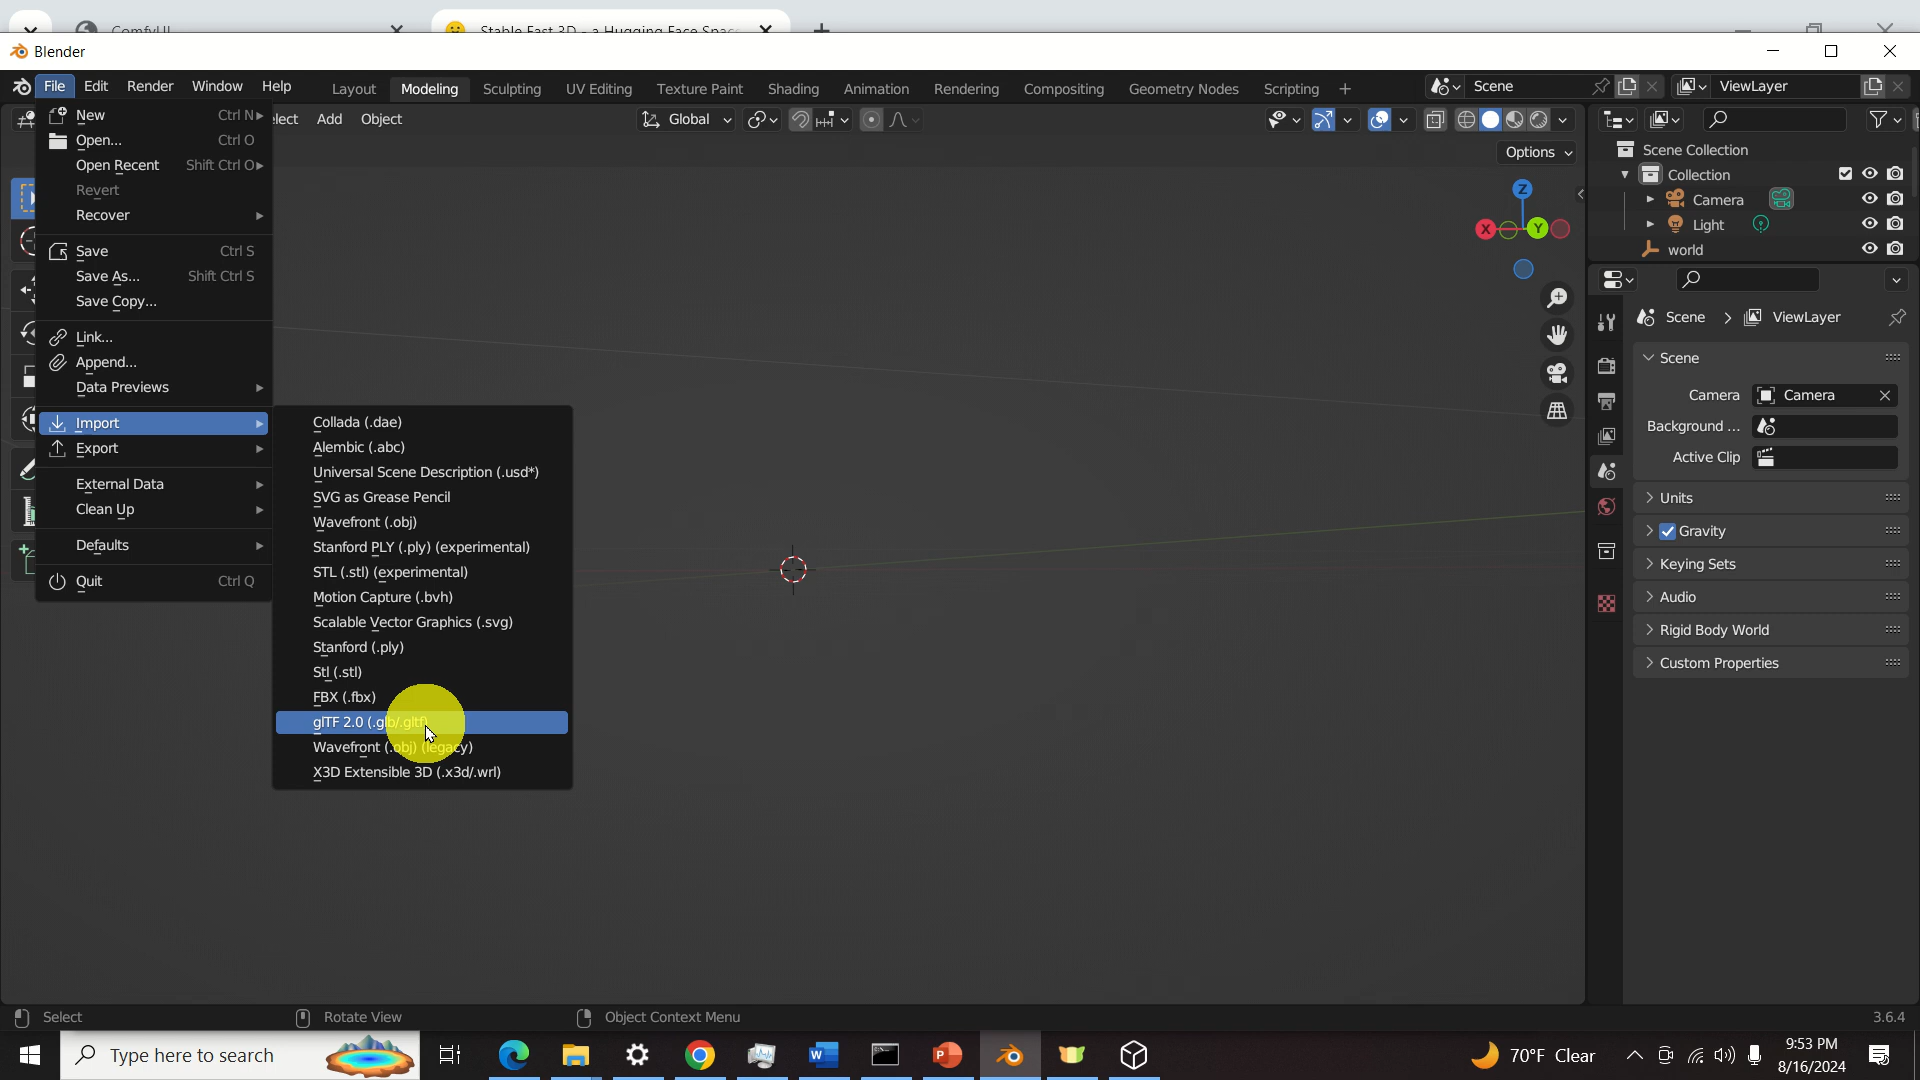 ComfyUI
Stable Fast 3D - a Hugging Face Space
Blender
File Edit Render Window Help Layout Modeling Sculpting UV Editing Texture Paint Shading Animation Rendering Compositing Geometry Nodes Scripting + Scene ViewLayer
Add Object Global
Options
New Ctrl N
Open... Ctrl O
Open Recent Shift Ctrl O
Revert
Recover
Save Ctrl S
Save As... Shift Ctrl S
Save Copy...
Link...
Append...
Data Previews
Import
Export
External Data
Clean Up
Defaults
Quit Ctrl Q
Collada (.dae)
Alembic (.abc)
Universal Scene Description (.usd*)
SVG as Grease Pencil
Wavefront (.obj)
Stanford PLY (.ply) (experimental)
STL (.stl) (experimental)
Motion Capture (.bvh)
Scalable Vector Graphics (.svg)
Stanford (.ply)
Stl (.stl)
FBX (.fbx)
glTF 2.0 (.glb/.gltf)
Wavefront (.obj) (legacy)
X3D Extensible 3D (.x3d/.wrl)
Z
X Y
Scene Collection
Collection
Camera
Light
world
Scene > ViewLayer
Scene
Camera Camera
Background ...
Active Clip
Units
Gravity
Keying Sets
Audio
Rigid Body World
Custom Properties
Select Rotate View Object Context Menu 3.6.4
Type here to search
70°F Clear
9:53 PM
8/16/2024